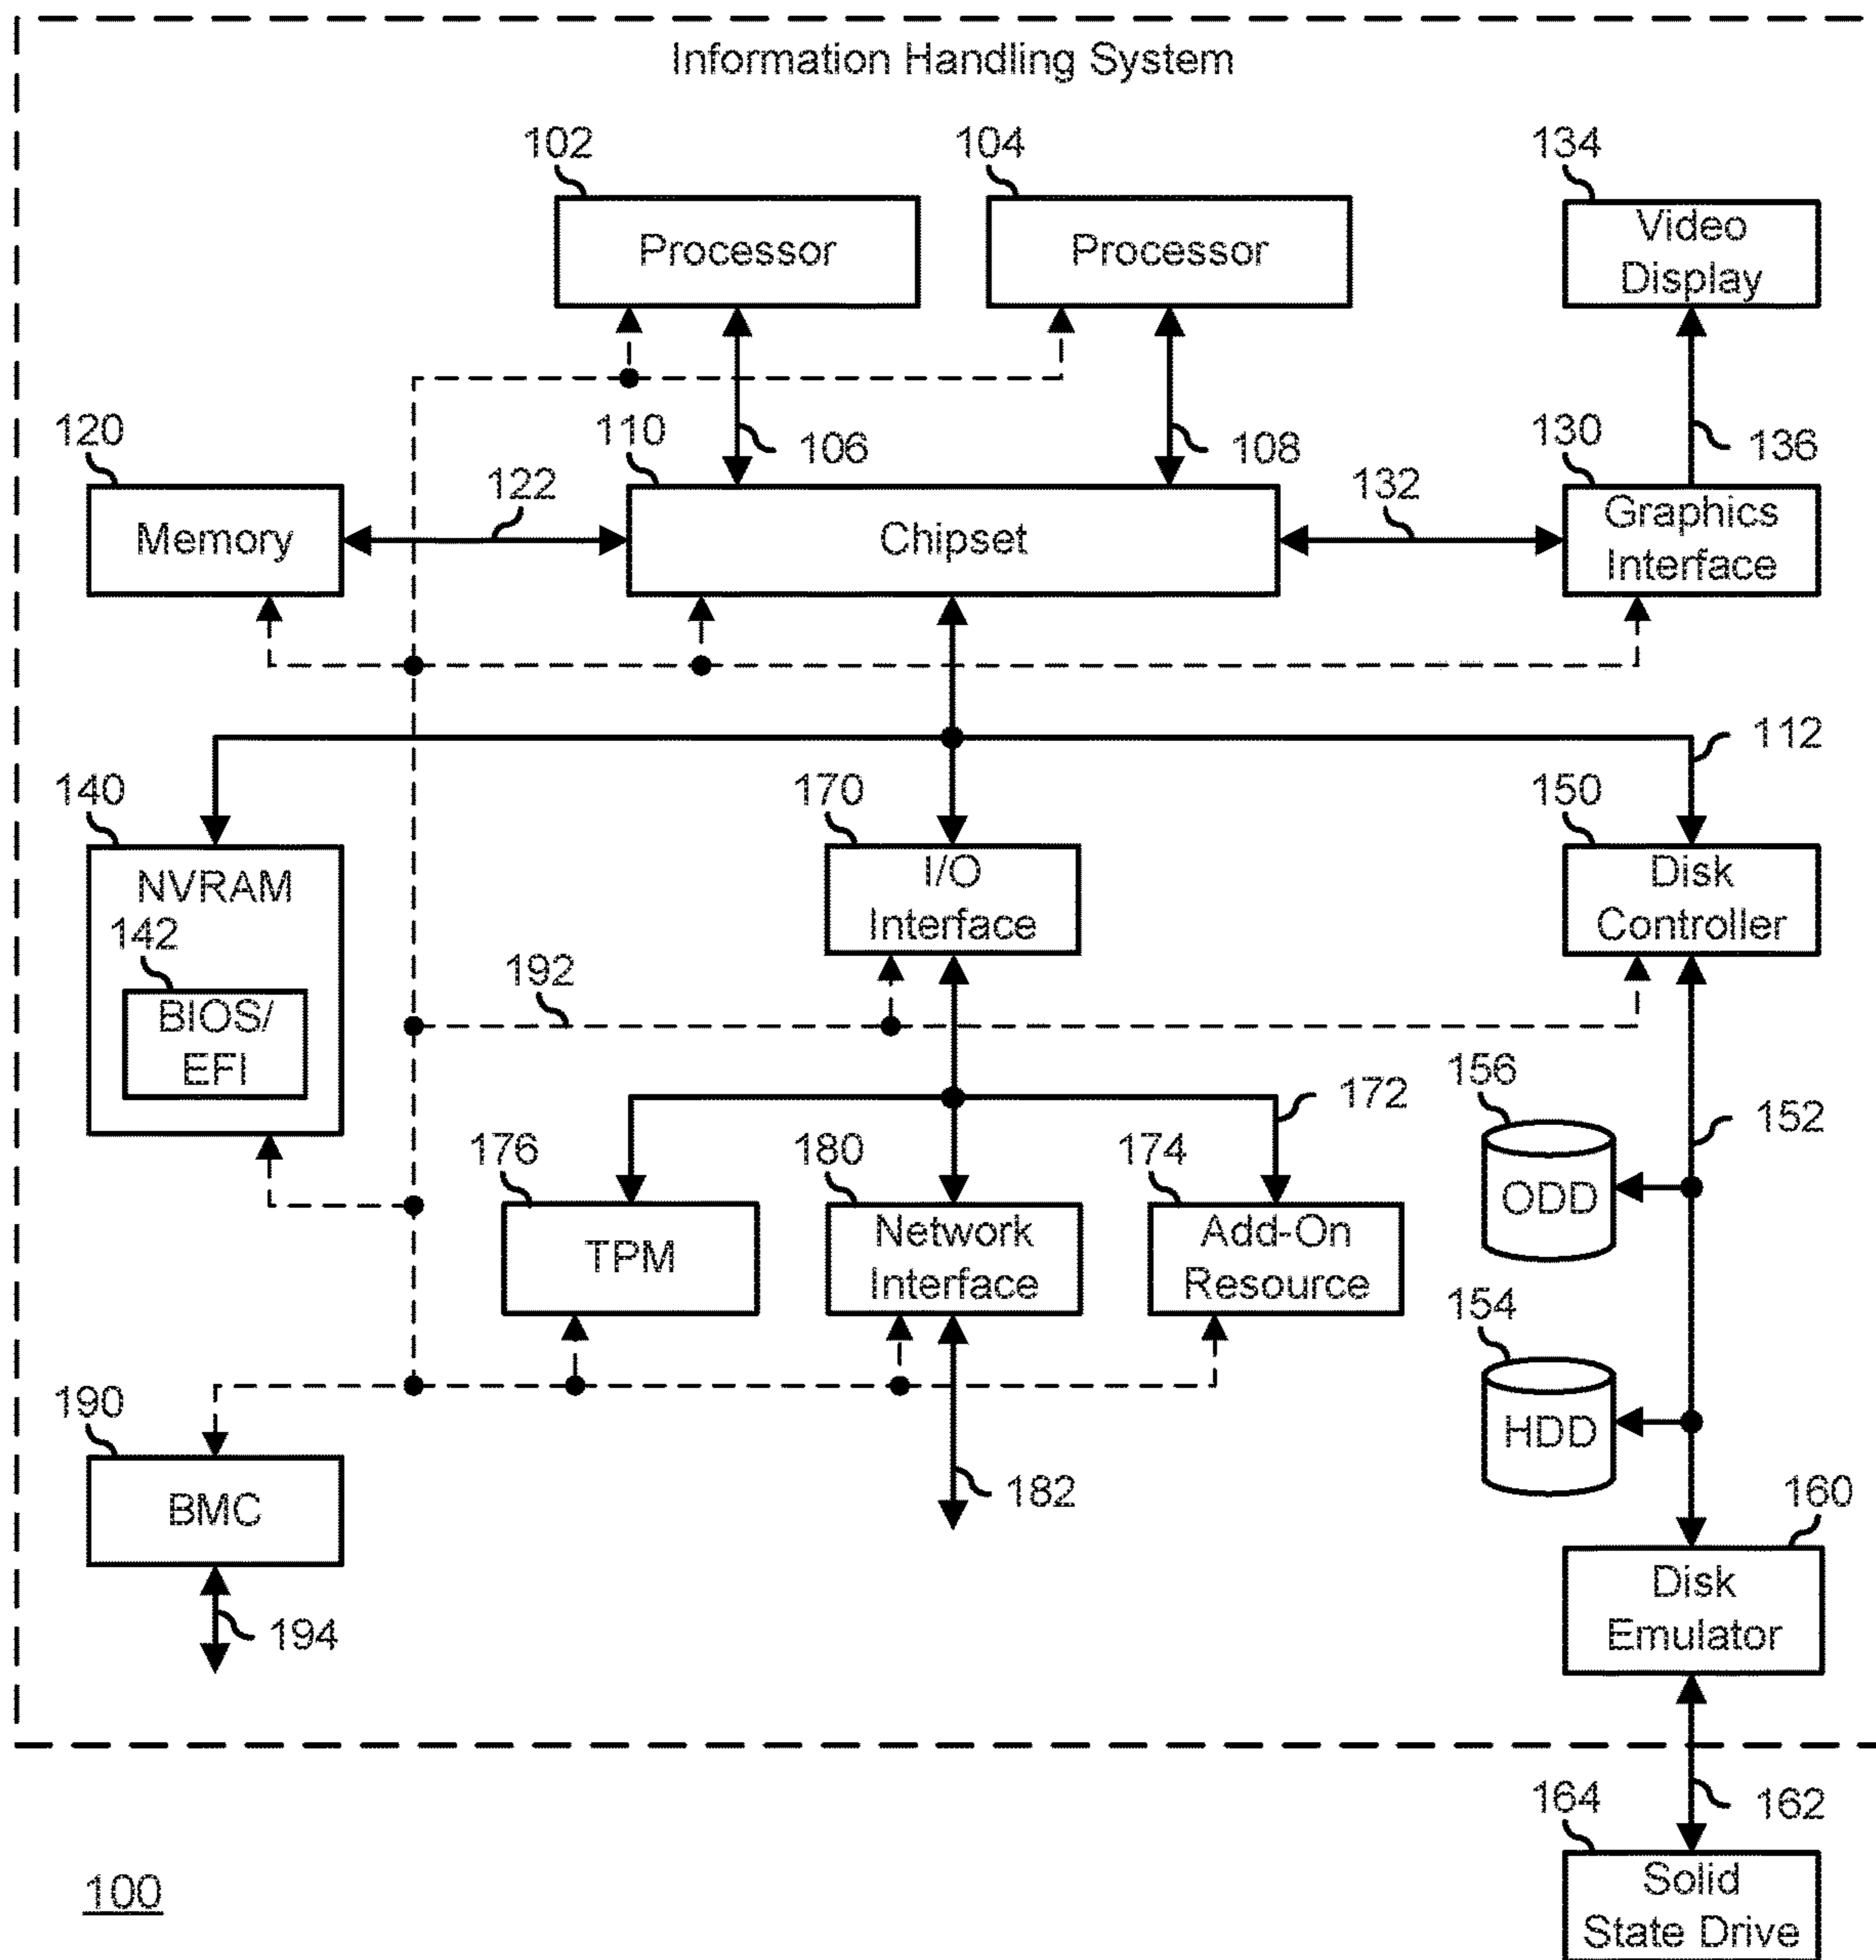 Information Handling System
102
104
134
Processor
Processor
Video
Display
120
110
106
108
130
136
122
132
Memory
Chipset
Graphics
Interface
112
140
170
150
NVRAM
I/O
Interface
Disk
Controller
142
192
BIOS/
EFI
156
172
152
176
180
174
ODD
TPM
Network
Interface
Add-On
Resource
154
190
HDD
182
160
BMC
Disk
Emulator
194
164
162
100
Solid
State Drive